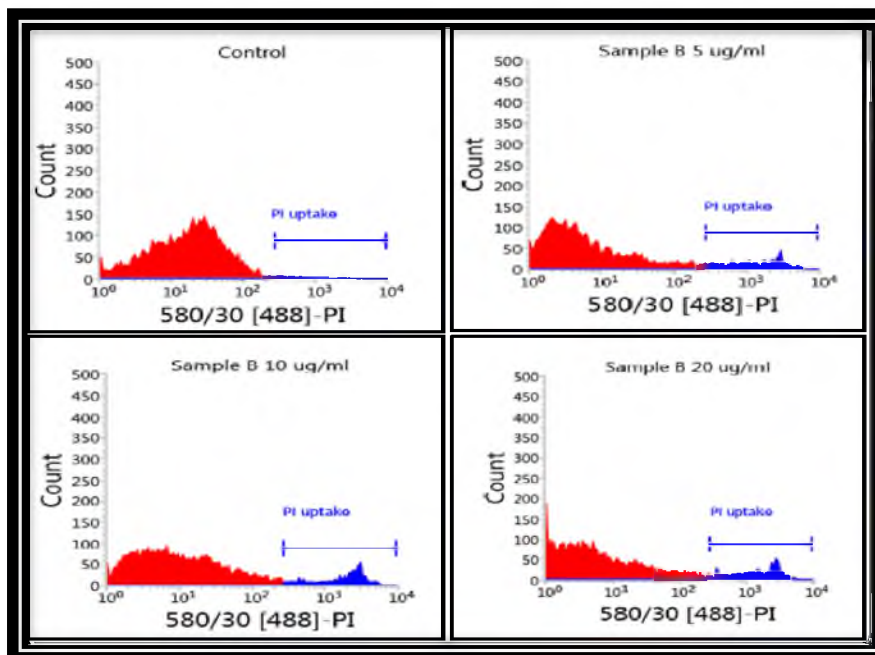 Control
500
450
400
350
300
250
200
150
100
50
0
Count
PI uptake
10⁰ 10¹ 10² 10³ 10⁴
580/30 [488]-PI
Sample B 5 ug/ml
500
450
400
350
300
250
200
150
100
50
0
Count
PI uptake
10⁰ 10¹ 10² 10³ 10⁴
580/30 [488]-PI
Sample B 10 ug/ml
500
450
400
350
300
250
200
150
100
50
0
Count
PI uptake
10⁰ 10¹ 10² 10³ 10⁴
580/30 [488]-PI
Sample B 20 ug/ml
500
450
400
350
300
250
200
150
100
50
0
Count
PI uptake
10⁰ 10³ 10² 10³ 10⁴
580/30 [488]-PI